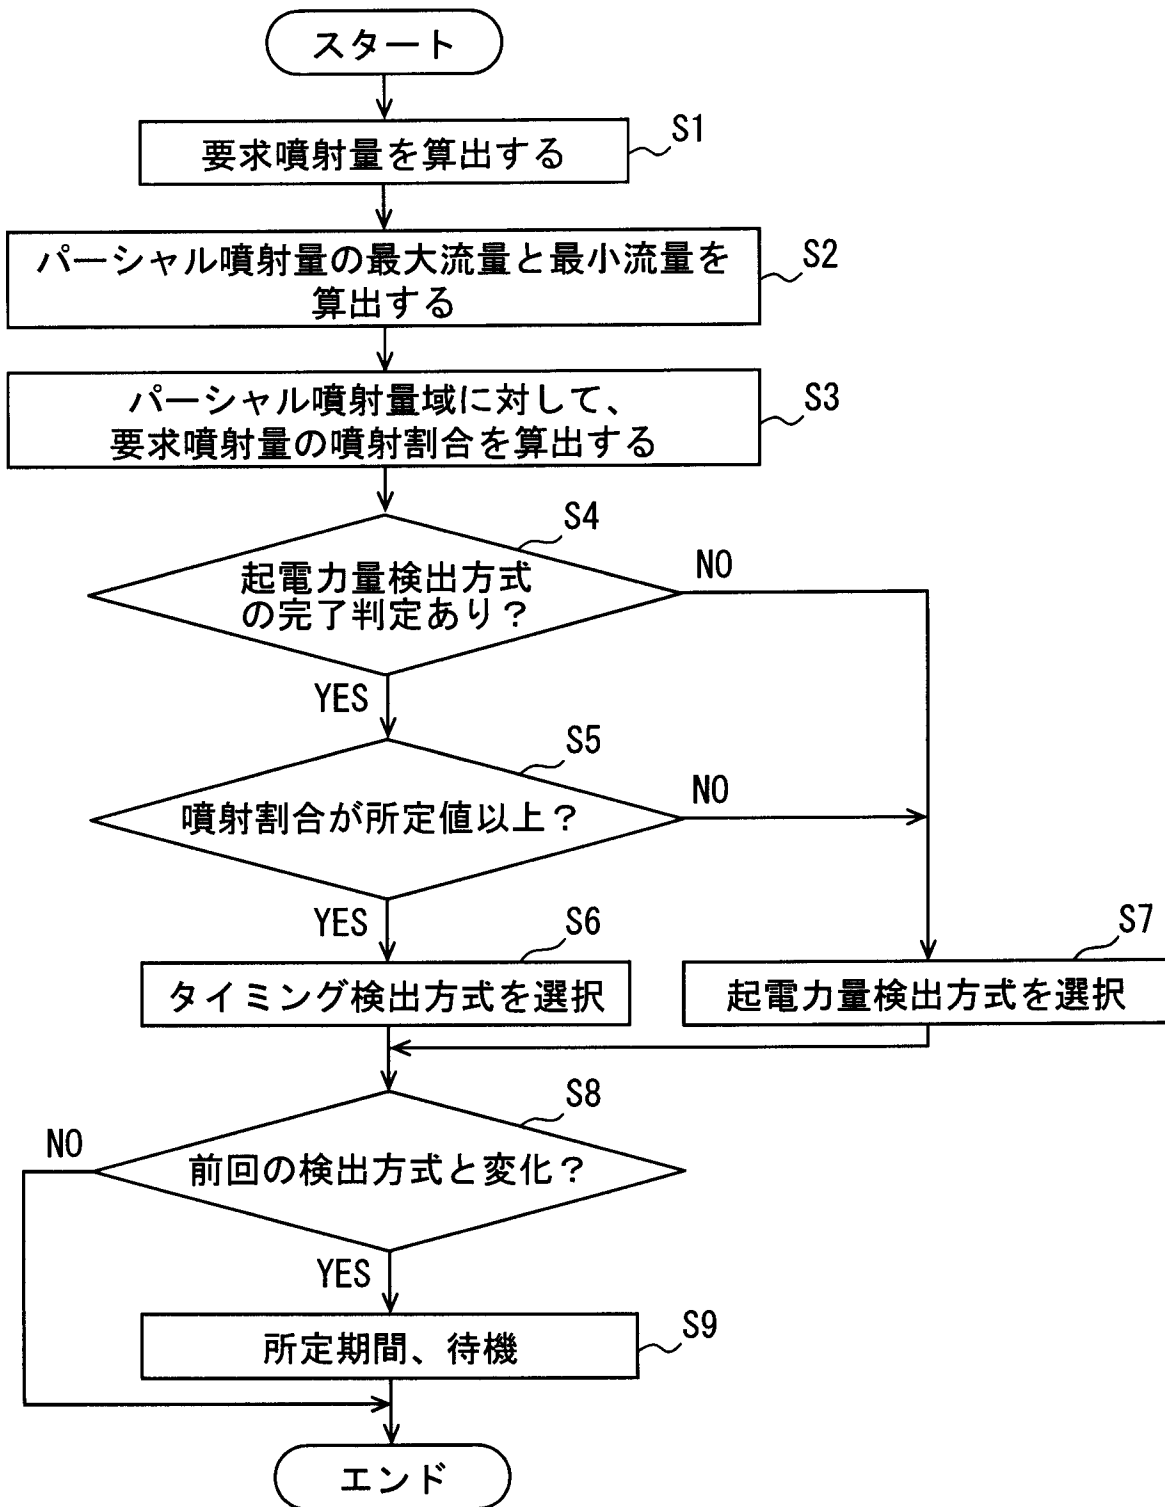 スタート
要求噴射量を算出する
S1
パーシャル噴射量の最大流量と最小流量を
算出する
S2
パーシャル噴射量域に対して、
要求噴射量の噴射割合を算出する
S3
S4
起電力量検出方式
の完了判定あり？
NO
YES
S5
噴射割合が所定値以上？
NO
YES
S6
タイミング検出方式を選択
S7
起電力量検出方式を選択
S8
NO
前回の検出方式と変化？
YES
S9
所定期間、待機
エンド